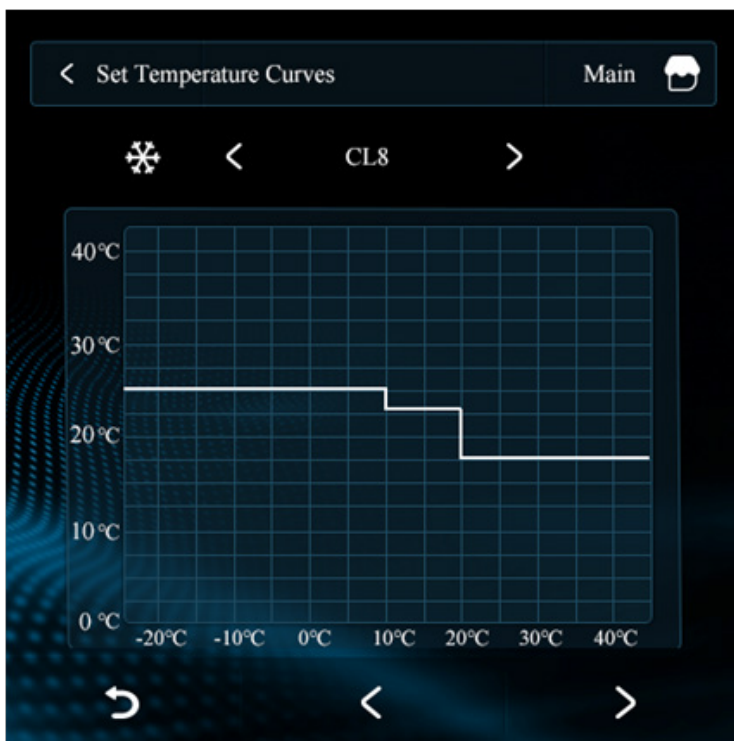 Set Temperature Curves Main
CL8
40℃
30℃
20℃
10℃
0℃
-20℃ -10℃ 0℃ 10℃ 20℃ 30℃ 40℃